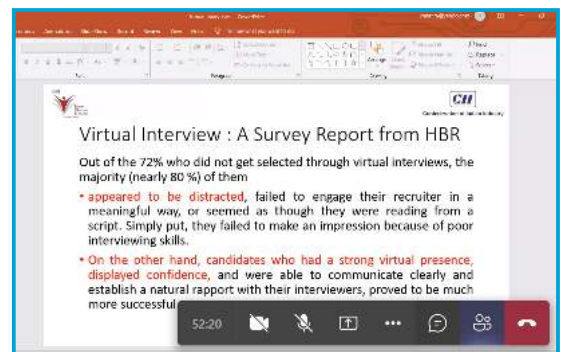 CII
Confederation of Indian Industry
Virtual Interview : A Survey Report from HBR
Out of the 72% who did not get selected through virtual interviews, the
majority (nearly 80 %) of them
• appeared to be distracted, failed to engage their recruiter in a
meaningful way, or seemed as though they were reading from a
script. Simply put, they failed to make an impression because of poor
interviewing skills.
• On the other hand, candidates who had a strong virtual presence,
displayed confidence, and were able to communicate clearly and
establish a natural rapport with their interviewers, proved to be much
more successful
52:20